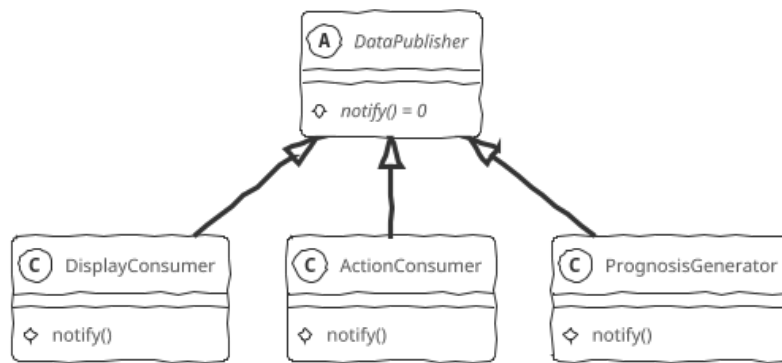 A DataPublisher
notify() = 0
C DisplayConsumer
notify()
C ActionConsumer
notify()
C PrognosisGenerator
notify()